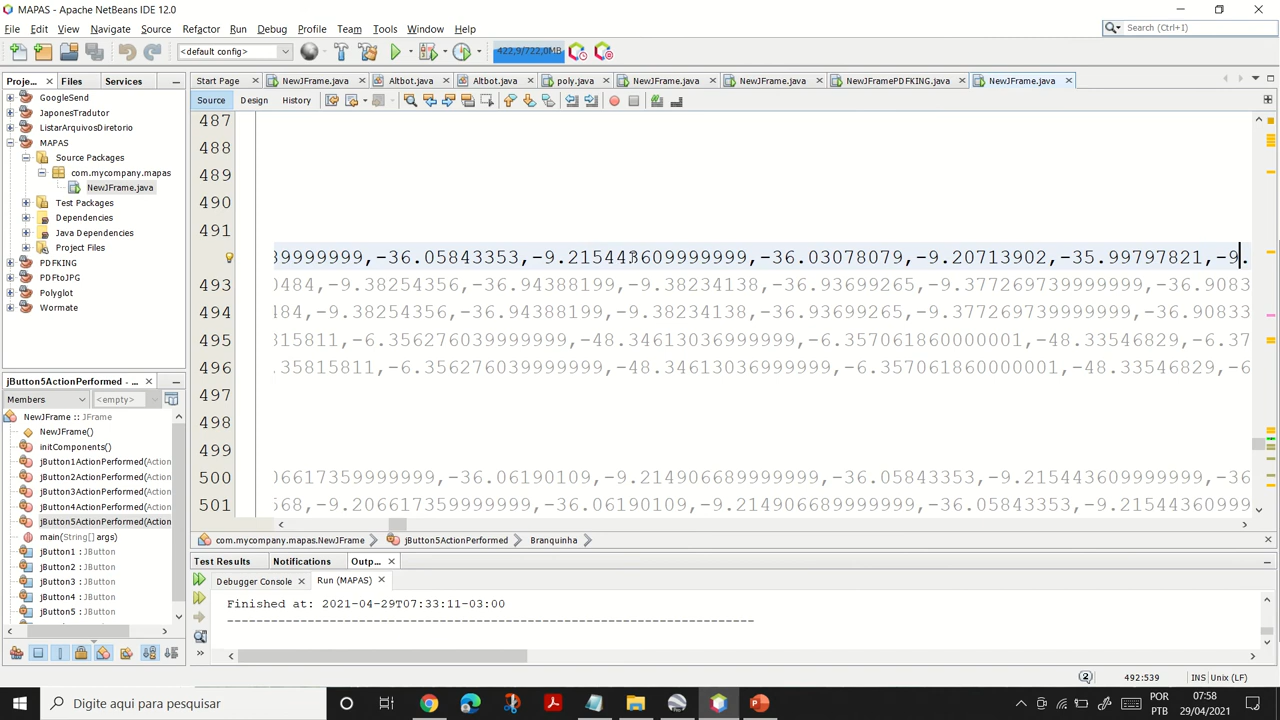 MAPAS - Apache NetBeans IDE 12.0
File Edit View Navigate Source Refactor Run Debug Profile Team Tools Window Help
Search (Ctrl+I)
<default config>
422,9/722,0MB
Proje... Files Services
Start Page NewJFrame.java Altbot.java Altbot.java poly.java NewJFrame.java NewJFrame.java NewJFramePDFKING.java NewJFrame.java
Source Design History
GoogleSend
JaponesTradutor
ListarArquivosDiretorio
MAPAS
Source Packages
com.mycompany.mapas
NewJFrame.java
Test Packages
Dependencies
Java Dependencies
Project Files
PDFKING
PDFtoJPG
Polyglot
Wormate
487
488
489
490
491
39999999,-36.05843353,-9.215443609999999,-36.03078079,-9.20713902,-35.99797821,-9.
493 0484,-9.38254356,-36.94388199,-9.38234138,-36.93699265,-9.377269739999999,-36.9083
494 484,-9.38254356,-36.94388199,-9.38234138,-36.93699265,-9.377269739999999,-36.90833
495 815811,-6.35627603999999,-48.34613036999999,-6.357061860000001,-48.33546829,-6.37
496 .35815811,-6.356276039999999,-48.34613036999999,-6.357061860000001,-48.33546829,-6
497
498
499
500 06617359999999,-36.06190109,-9.214906689999999,-36.05843353,-9.215443609999999,-36
501 568,-9.206617359999999,-36.06190109,-9.214906689999999,-36.05843353,-9.21544360999
jButton5ActionPerformed - ...
Members <empty>
NewJFrame :: JFrame
NewJFrame()
initComponents()
jButton1ActionPerformed(Action
jButton2ActionPerformed(Action
jButton3ActionPerformed(Action
jButton4ActionPerformed(Action
jButton5ActionPerformed(Action
main(String[] args)
jButton1 : JButton
jButton2 : JButton
jButton3 : JButton
jButton4 : JButton
jButton5 : JButton
com.mycompany.mapas.NewJFrame jButton5ActionPerformed Branquinha
Test Results Notifications Outp...
Debugger Console Run (MAPAS)
Finished at: 2021-04-29T07:33:11-03:00
------------------------------------------------------------------------
2 492:539 INS Unix (LF)
Digite aqui para pesquisar
POR 07:58
PTB 29/04/2021